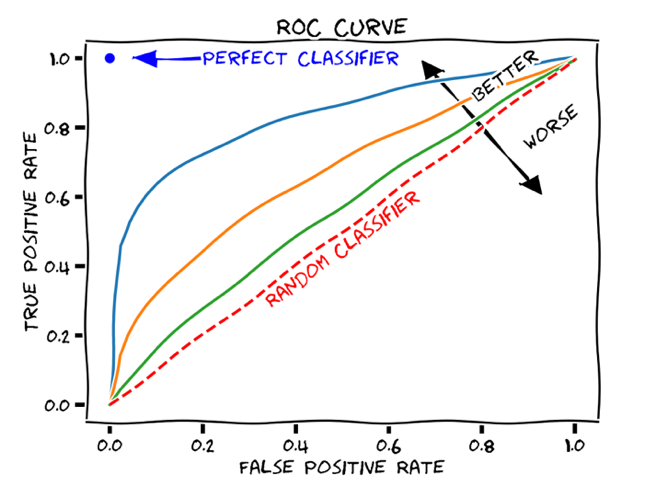 ROC CURVE
PERFECT CLASSIFIER
BETTER
WORSE
RANDOM CLASSIFIER
TRUE POSITIVE RATE
1.0
0.8
0.6
0.4
0.2
0.0
0.0 0.2 0.4 0.6 0.8 1.0
FALSE POSITIVE RATE